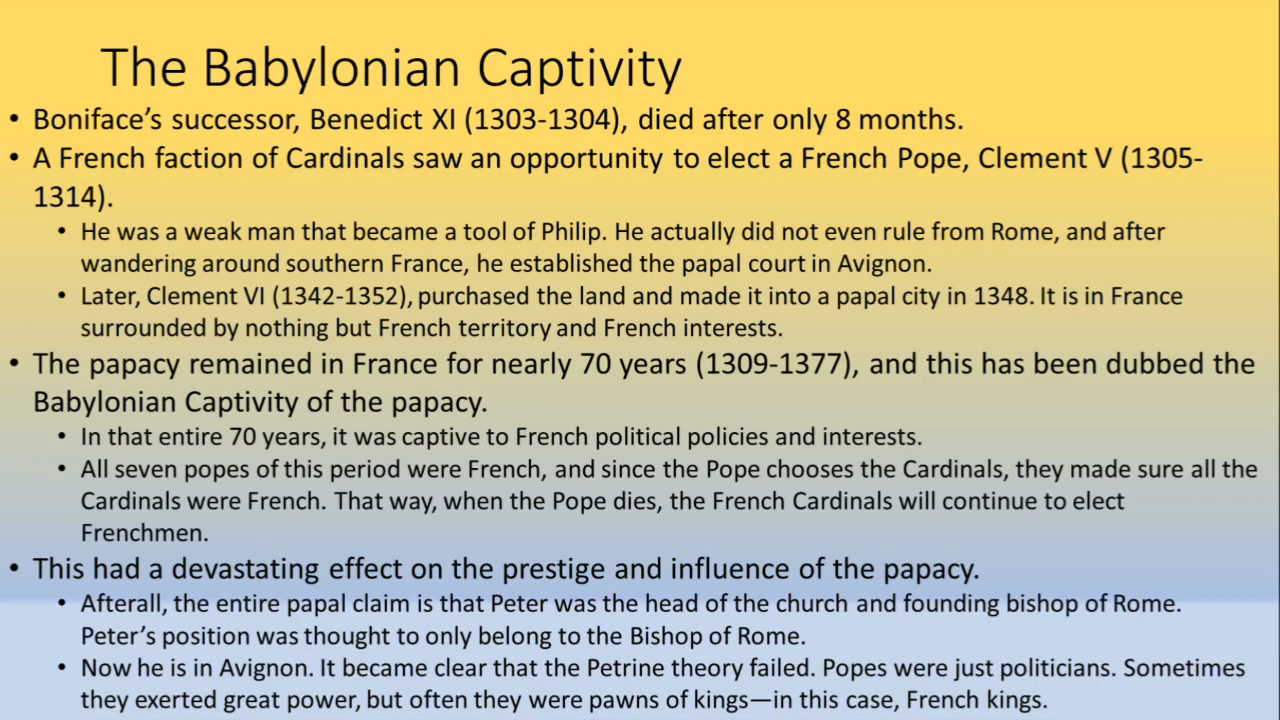 The Babylonian Captivity
• Boniface’s successor, Benedict XI (1303-1304), died after only 8 months.
• A French faction of Cardinals saw an opportunity to elect a French Pope, Clement V (1305-
1314).
• He was a weak man that became a tool of Philip. He actually did not even rule from Rome, and after
wandering around southern France, he established the papal court in Avignon.
• Later, Clement VI (1342-1352), purchased the land and made it into a papal city in 1348. It is in France
surrounded by nothing but French territory and French interests.
• The papacy remained in France for nearly 70 years (1309-1377), and this has been dubbed the
Babylonian Captivity of the papacy.
• In that entire 70 years, it was captive to French political policies and interests.
• All seven popes of this period were French, and since the Pope chooses the Cardinals, they made sure all the
Cardinals were French. That way, when the Pope dies, the French Cardinals will continue to elect
Frenchmen.
• This had a devastating effect on the prestige and influence of the papacy.
• Afterall, the entire papal claim is that Peter was the head of the church and founding bishop of Rome.
Peter’s position was thought to only belong to the Bishop of Rome.
• Now he is in Avignon. It became clear that the Petrine theory failed. Popes were just politicians. Sometimes
they exerted great power, but often they were pawns of kings—in this case, French kings.